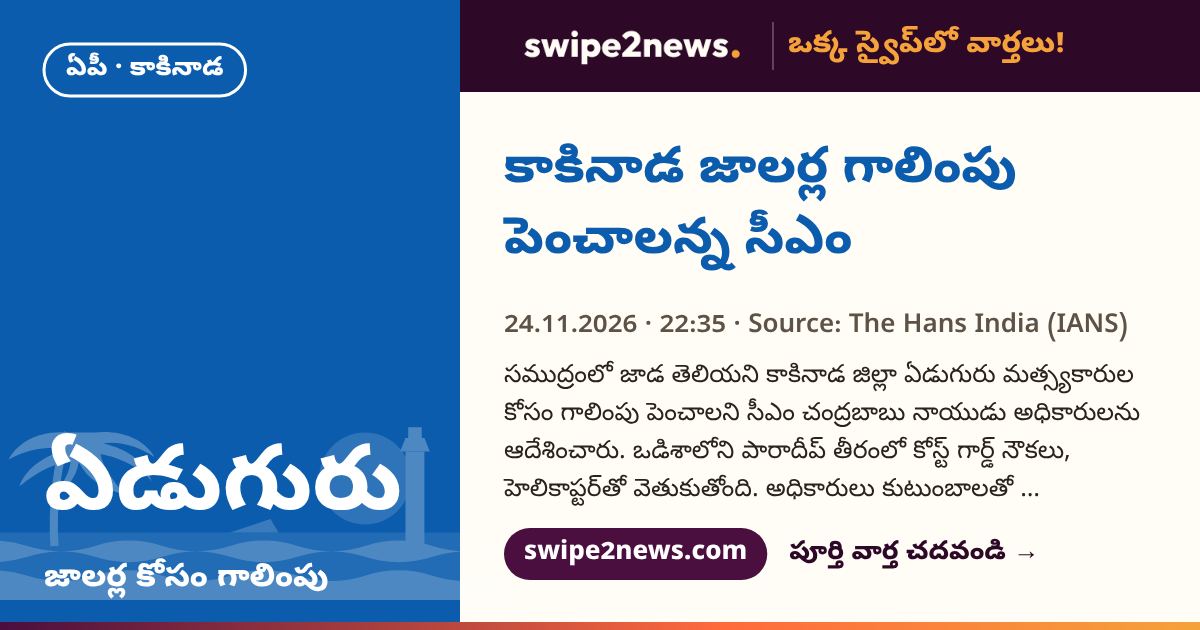 ఏపీ · కాకినాడ
ఏడుగురు
జాలర్ల కోసం గాలింపు
swipe2news.
ఒక్క స్వైప్‌లో వార్తలు!
కాకినాడ జాలర్ల గాలింపు
పెంచాలన్న సీఎం
24.11.2026 · 22:35 · Source: The Hans India (IANS)
సముద్రంలో జాడ తెలియని కాకినాడ జిల్లా ఏడుగురు మత్స్యకారుల
కోసం గాలింపు పెంచాలని సీఎం చంద్రబాబు నాయుడు అధికారులను
ఆదేశించారు. ఒడిశాలోని పారాదీప్ తీరంలో కోస్ట్ గార్డ్ నౌకలు,
హెలికాప్టర్‌తో వెతుకుతోంది. అధికారులు కుటుంబాలతో ...
swipe2news.com
పూర్తి వార్త చదవండి →